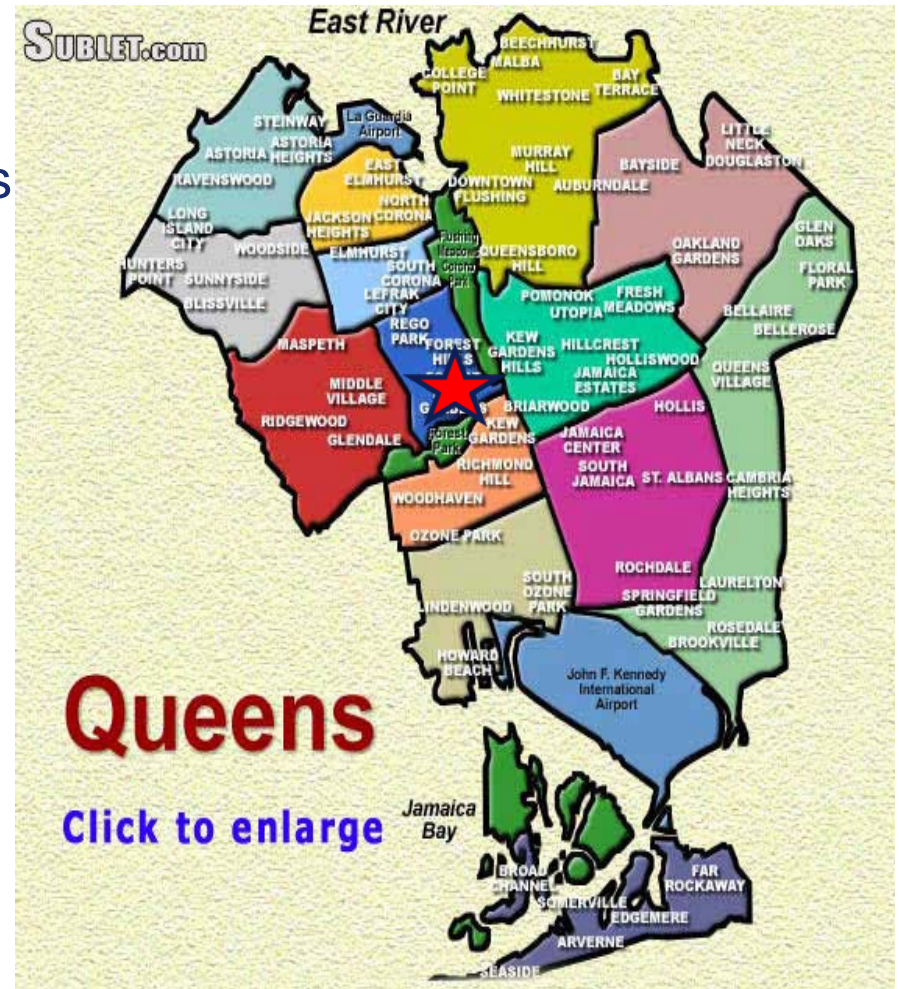 East River
SUBLET.com
BEECHHURST
MALBA
COLLEGE
POINT
BAY
TERRACE
WHITESTONE
La Guardia
Airport
STEINWAY
ASTORIA
HEIGHTS
ASTORIA
LITTLE
NECK
DOUGLASTON
MURRAY
HILL
BAYSIDE
EAST
ELMHURST
RAVENSWOOD
DOWNTOWN
FLUSHING
AUBURNDALE
s
NORTH
CORONA
JACKSON
HEIGHTS
LONG
ISLAND
CITY
GLEN
OAKS
WOODSIDE
ELMHURST
Flushing
Meadows
Corona
Park
QUEENSBORO
HILL
OAKLAND
GARDENS
HUNTERS
POINT
SUNNYSIDE
SOUTH
CORONA
FLORAL
PARK
BLISSVILLE
LEFRAK
CITY
POMONOK
FRESH
MEADOWS
UTOPIA
BELLAIRE
BELLEROSE
REGO
PARK
MASPETH
FOREST
HILLS
KEW
GARDENS
HILLS
HILLCREST
HOLLISWOOD
JAMAICA
ESTATES
QUEENS
VILLAGE
MIDDLE
VILLAGE
BRIARWOOD
HOLLIS
RIDGEWOOD
GLENDALE
Forest
Park
KEW
GARDENS
JAMAICA
CENTER
RICHMOND
HILL
SOUTH
JAMAICA
ST. ALBANS
CAMBRIA
HEIGHTS
WOODHAVEN
OZONE PARK
ROCHDALE
SOUTH
OZONE
PARK
LAURELTON
LINDENWOOD
SPRINGFIELD
GARDENS
ROSEDALE
BROOKVILLE
HOWARD
BEACH
John F. Kennedy
International
Airport
Queens
Click to enlarge
Jamaica
Bay
BROAD
CHANNEL
FAR
ROCKAWAY
SOMERVILLE
EDGEMERE
ARVERNE
SEASIDE